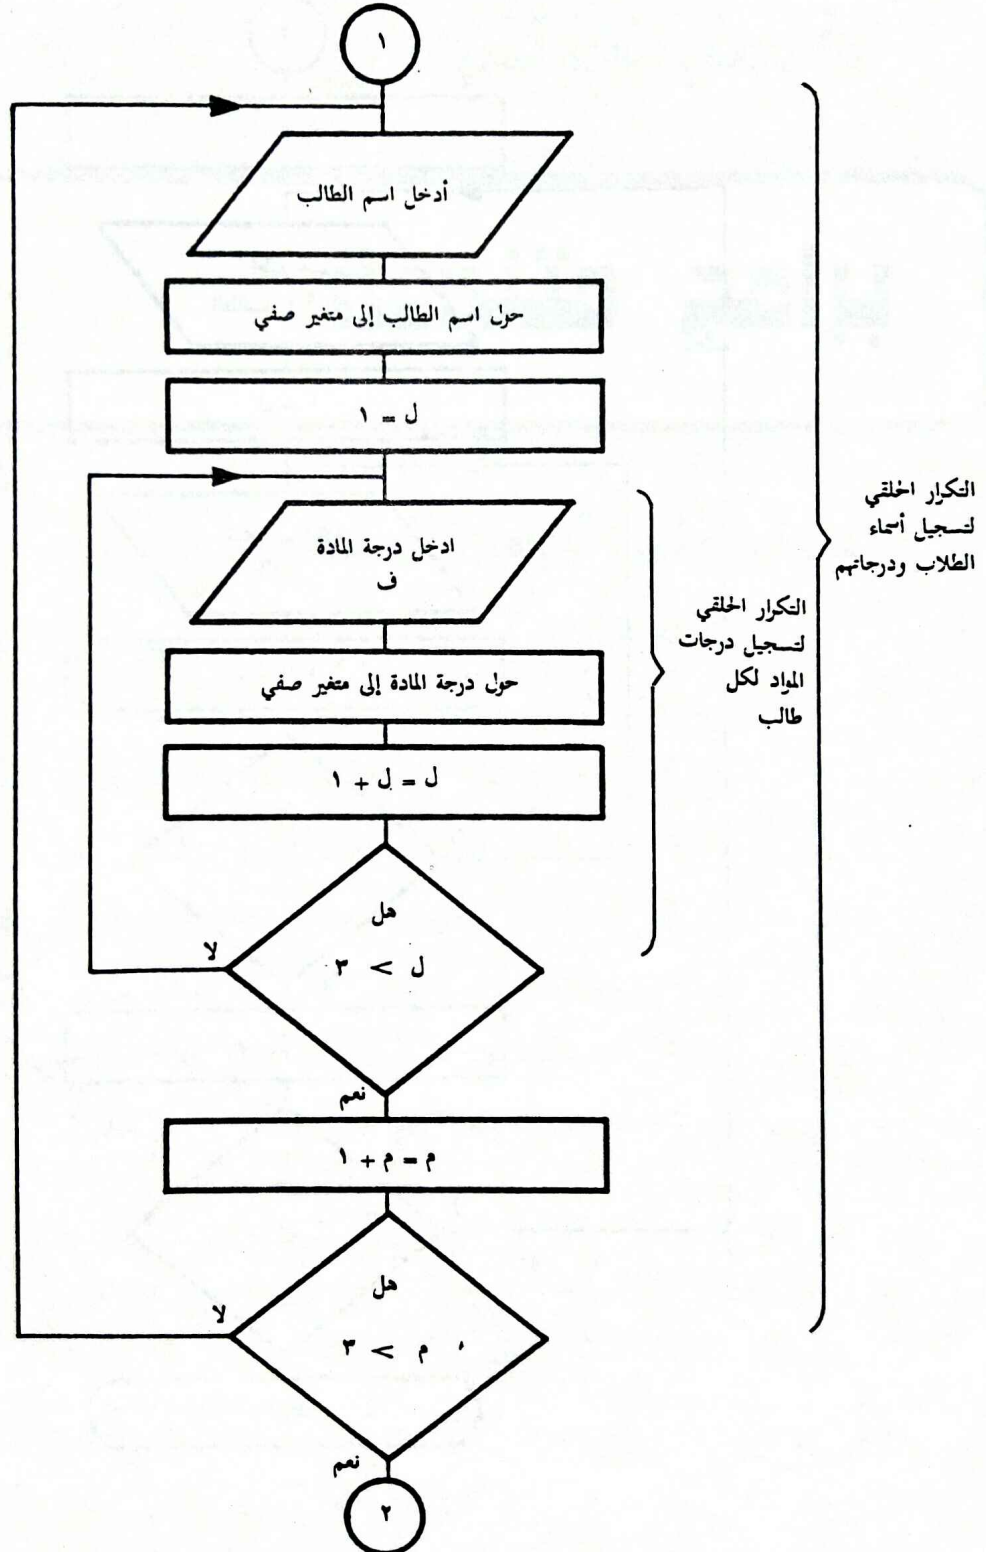 ١
أدخل اسم الطالب
حول اسم الطالب إلى متغير صفي
ل = ١
ادخل درجة المادة
ف
حول درجة المادة إلى متغير صفي
ل = ل + ١
هل
ل > ٣
لا
نعم
م = م + ١
هل
م > ٣
لا
نعم
٢
التكرار الحلقي
لتسجيل درجات
المواد لكل
طالب
التكرار الحلقي
لتسجيل أسماء
الطلاب ودرجاتهم